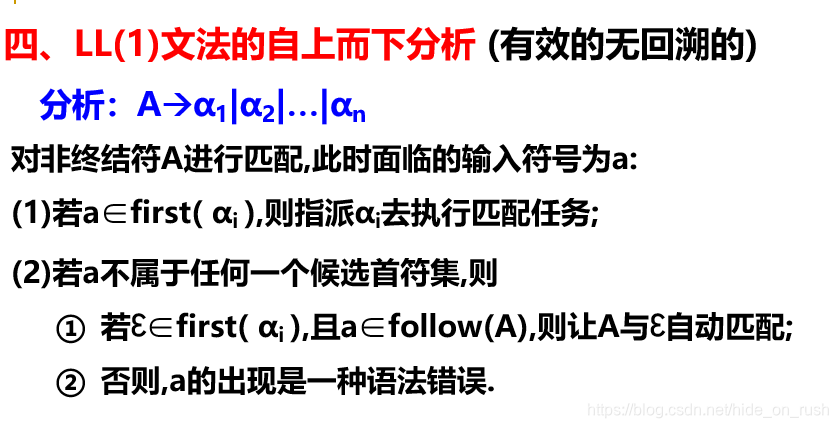 四、LL(1)文法的自上而下分析 (有效的无回溯的)
分析：A→α₁|α₂|…|αₙ
对非终结符A进行匹配,此时面临的输入符号为a:
(1)若a∈first( αᵢ ),则指派αᵢ去执行匹配任务;
(2)若a不属于任何一个候选首符集,则
① 若Ɛ∈first( αᵢ ),且a∈follow(A),则让A与Ɛ自动匹配;
② 否则,a的出现是一种语法错误.
https://blog.csdn.net/hide_on_rush